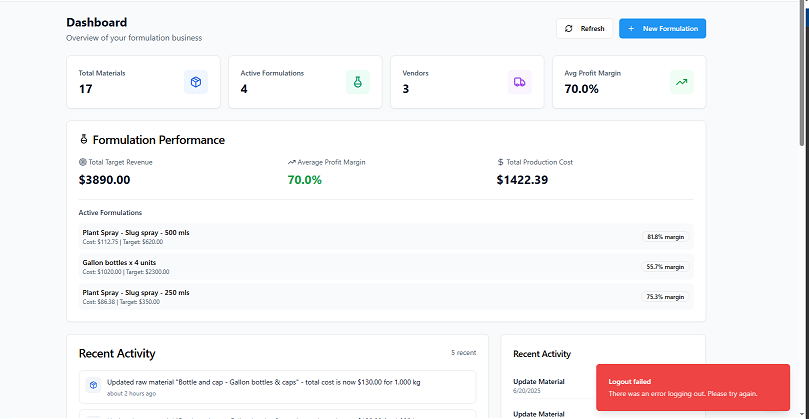 Dashboard
Overview of your formulation business
Refresh
+ New Formulation
Total Materials
17
Active Formulations
4
Vendors
3
Avg Profit Margin
70.0%
Formulation Performance
Total Target Revenue
$3890.00
Average Profit Margin
70.0%
Total Production Cost
$1422.39
Active Formulations
Plant Spray - Slug spray - 500 mls
Cost: $112.75 | Target: $620.00
81.8% margin
Gallon bottles x 4 units
Cost: $1020.00 | Target: $2300.00
55.7% margin
Plant Spray - Slug spray - 250 mls
Cost: $86.38 | Target: $350.00
75.3% margin
Recent Activity
5 recent
Updated raw material "Bottle and cap - Gallon bottles & caps" - total cost is now $130.00 for 1.000 kg
about 2 hours ago
Recent Activity
Update Material
6/20/2025
Update Material
Logout failed
There was an error logging out. Please try again.